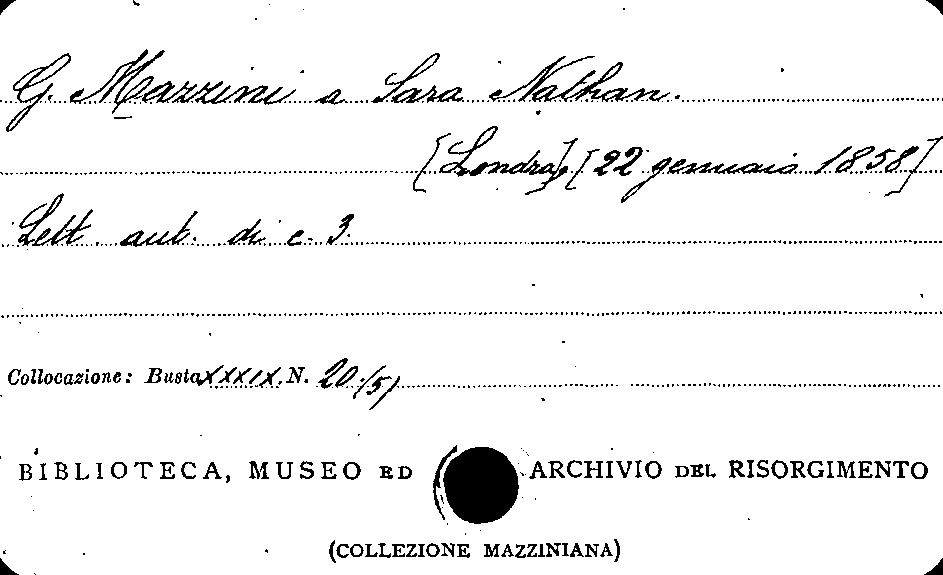 G. Mazzini a Sara Nathan.
[Londra], [22 gennaio 1858]
Lett. aut. di c. 3.
Collocazione: Busta XXXIX. N. 20/5)
BIBLIOTECA, MUSEO ED ARCHIVIO DEL RISORGIMENTO
(COLLEZIONE MAZZINIANA)